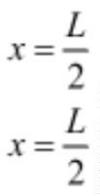 x = L/2
x = L/2